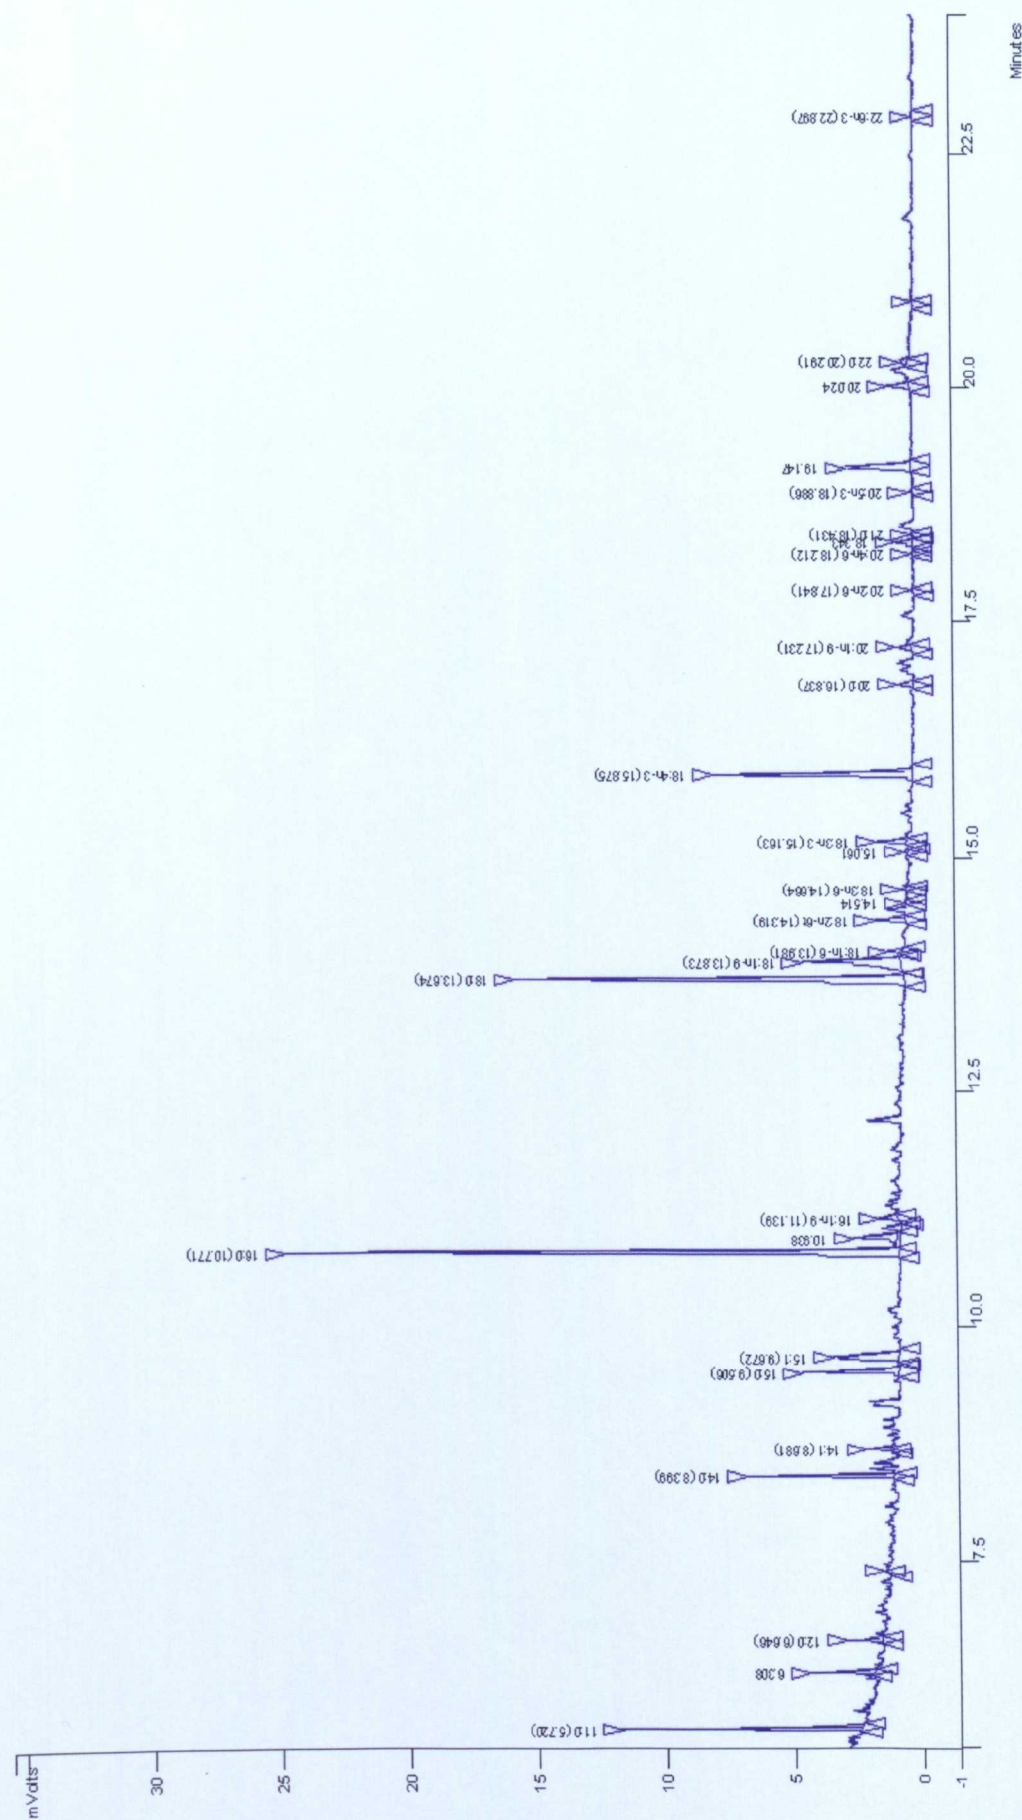 mVolts
30
25
20
15
10
5
0
-1
11:0 (5.720)
6.308
12:0 (6.646)
14:0 (8.399)
14:1 (8.681)
15:0 (9.506)
15:1 (9.672)
16:0 (10.771)
10.938
16:1n-9 (11.139)
18:0 (13.674)
18:1n-9 (13.873)
18:1n-6 (13.981)
18:2n-6t (14.319)
14.514
18:3n-6 (14.664)
15.061
18:3n-3 (15.163)
18:4n-3 (15.875)
20:0 (16.837)
20:1n-9 (17.231)
20:2n-6 (17.841)
20:4n-6 (18.212)
18.343
21:0 (18.431)
20:5n-3 (18.886)
19.147
20.024
22:0 (20.291)
22:6n-3 (22.897)
7.5
10.0
12.5
15.0
17.5
20.0
22.5
Minutes